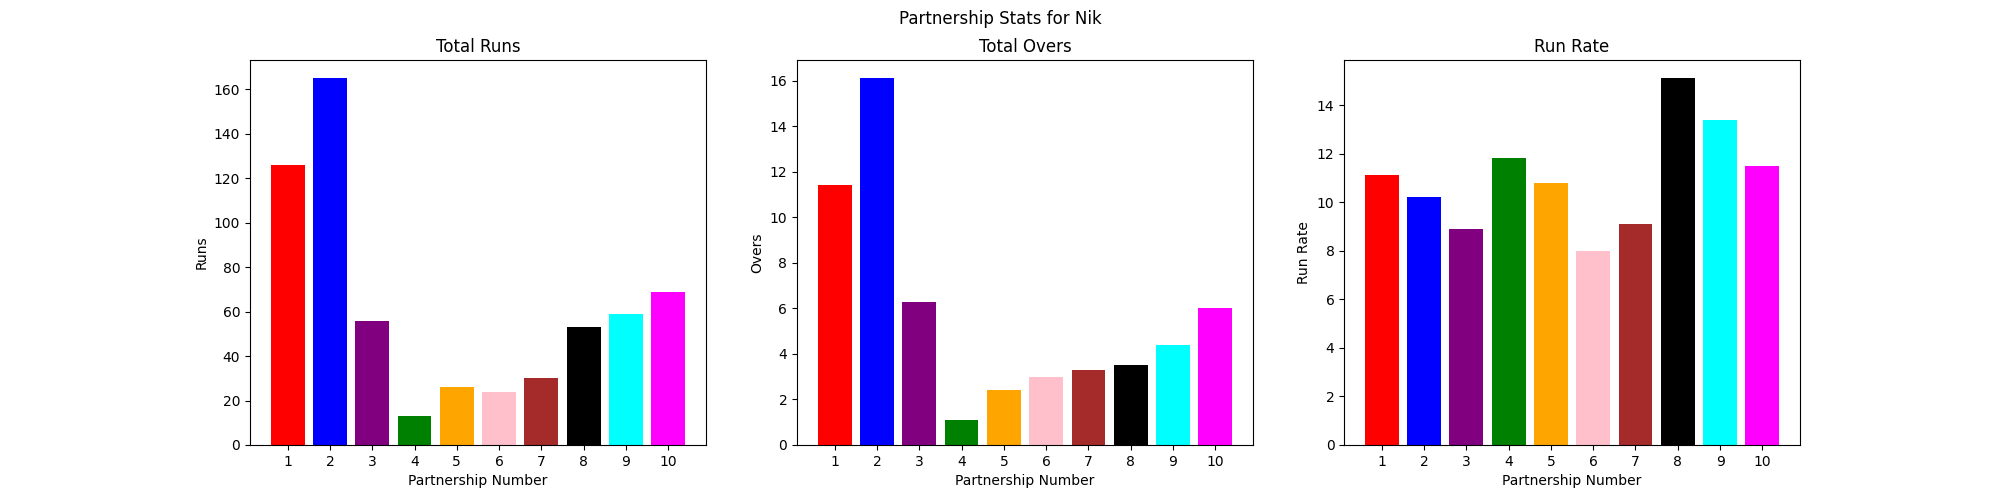 Partnership Stats for Nik
Total Runs
Runs
160
140
120
100
80
60
40
20
0
1 2 3 4 5 6 7 8 9 10
Partnership Number
Total Overs
Overs
16
14
12
10
8
6
4
2
0
1 2 3 4 5 6 7 8 9 10
Partnership Number
Run Rate
Run Rate
14
12
10
8
6
4
2
0
1 2 3 4 5 6 7 8 9 10
Partnership Number